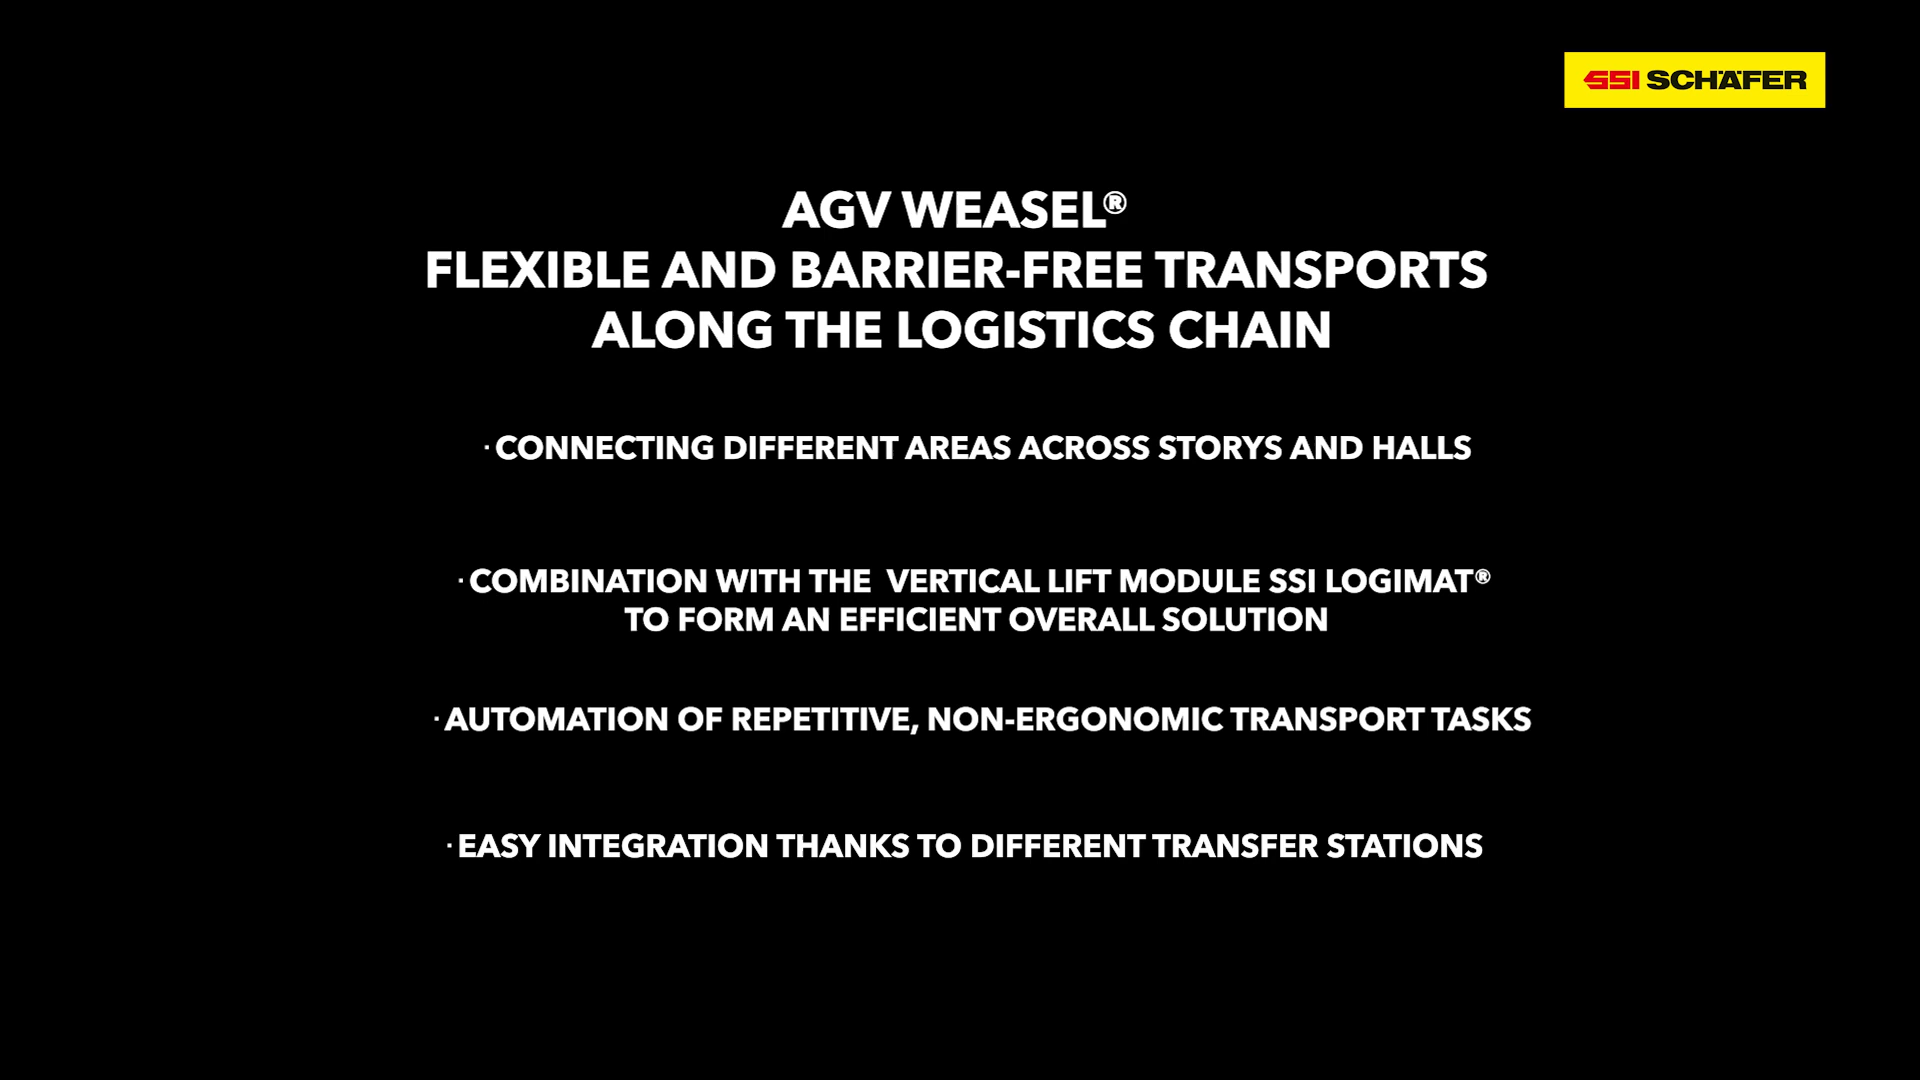 SSI SCHÄFER
AGV WEASEL®
FLEXIBLE AND BARRIER-FREE TRANSPORTS
ALONG THE LOGISTICS CHAIN
· CONNECTING DIFFERENT AREAS ACROSS STORYS AND HALLS
· COMBINATION WITH THE  VERTICAL LIFT MODULE SSI LOGIMAT®
TO FORM AN EFFICIENT OVERALL SOLUTION
· AUTOMATION OF REPETITIVE, NON-ERGONOMIC TRANSPORT TASKS
· EASY INTEGRATION THANKS TO DIFFERENT TRANSFER STATIONS